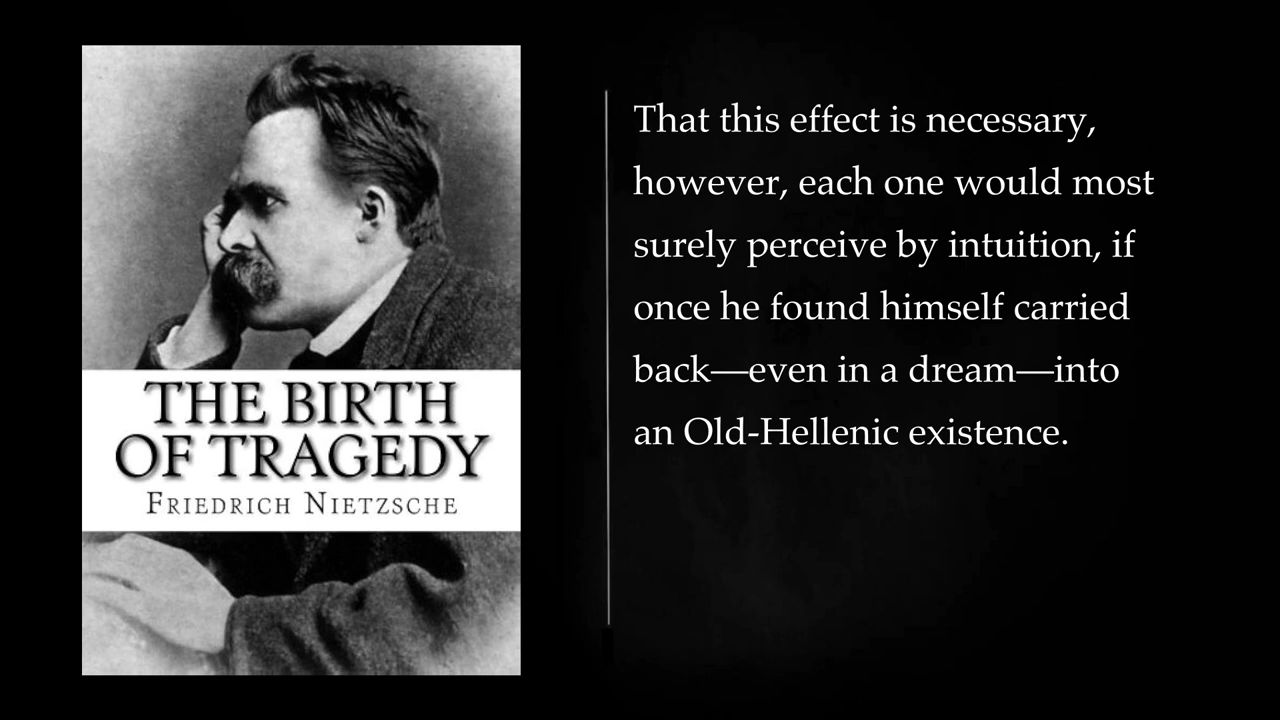 THE BIRTH
OF TRAGEDY
FRIEDRICH NIETZSCHE
That this effect is necessary,
however, each one would most
surely perceive by intuition, if
once he found himself carried
back—even in a dream—into
an Old-Hellenic existence.